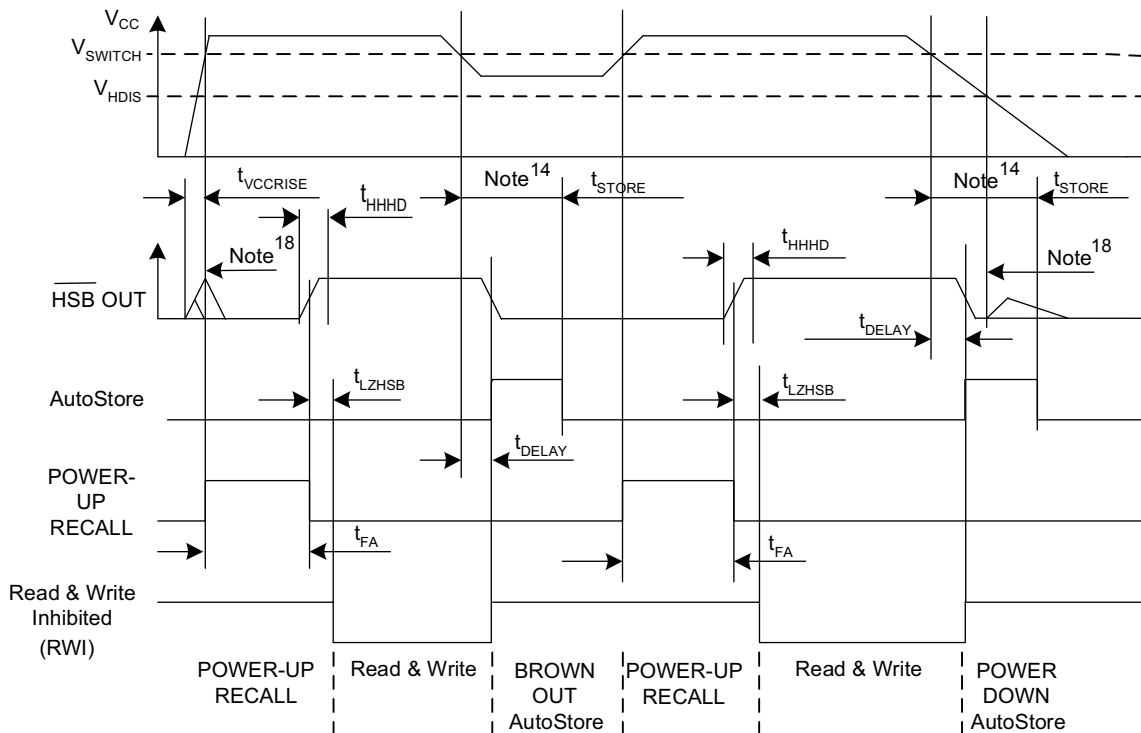 VCC
VSWITCH
VHDIS
tVCCRISE
Note14
tSTORE
Note14
tSTORE
tHHHD
Note18
tHHHD
Note18
HSB OUT
tDELAY
tLZHSB
tLZHSB
AutoStore
tDELAY
POWER-
UP
RECALL
tFA
tFA
Read & Write
Inhibited
(RWI)
POWER-UP
RECALL
Read & Write
BROWN
OUT
AutoStore
POWER-UP
RECALL
Read & Write
POWER
DOWN
AutoStore